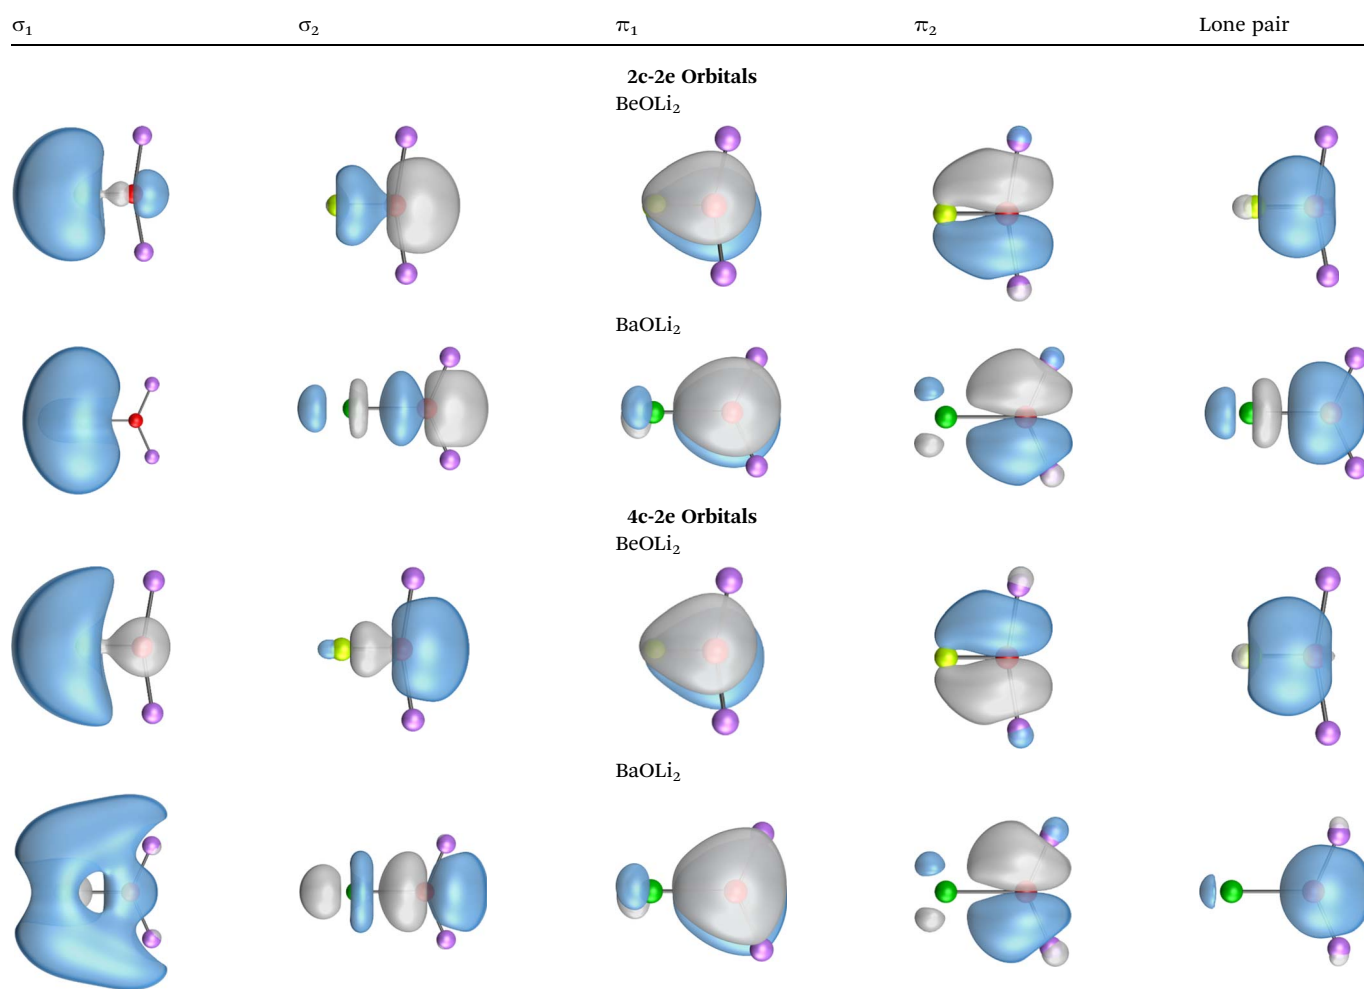 σ₁ σ₂ π₁ π₂ Lone pair
2c-2e Orbitals
BeOLi₂
BaOLi₂
4c-2e Orbitals
BeOLi₂
BaOLi₂